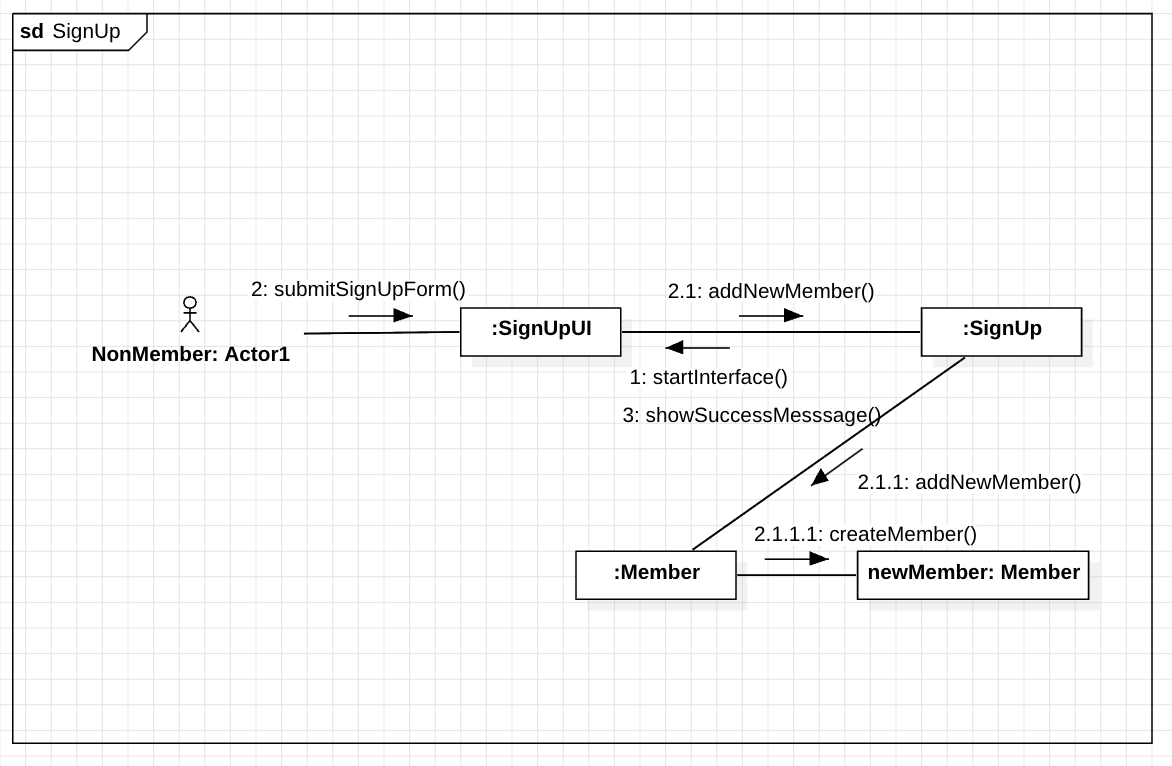 sd SignUp
2: submitSignUpForm()
2.1: addNewMember()
:SignUpUI
:SignUp
NonMember: Actor1
1: startInterface()
3: showSuccessMesssage()
2.1.1: addNewMember()
2.1.1.1: createMember()
:Member
newMember: Member